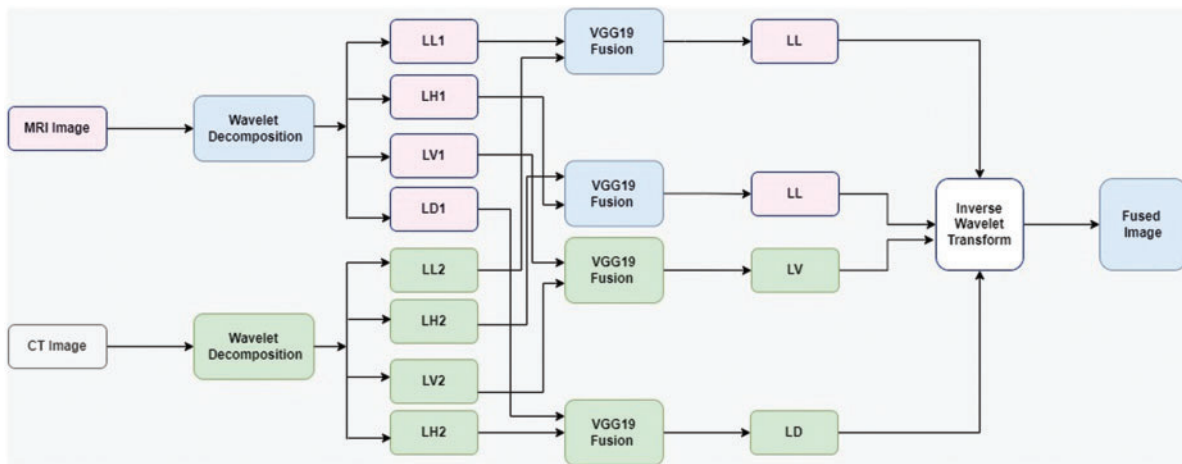 MRI Image
Wavelet
Decomposition
LL1
LH1
LV1
LD1
VGG19
Fusion
LL
VGG19
Fusion
LL
CT Image
Wavelet
Decomposition
LL2
LH2
LV2
LH2
VGG19
Fusion
LV
VGG19
Fusion
LD
Inverse
Wavelet
Transform
Fused
Image